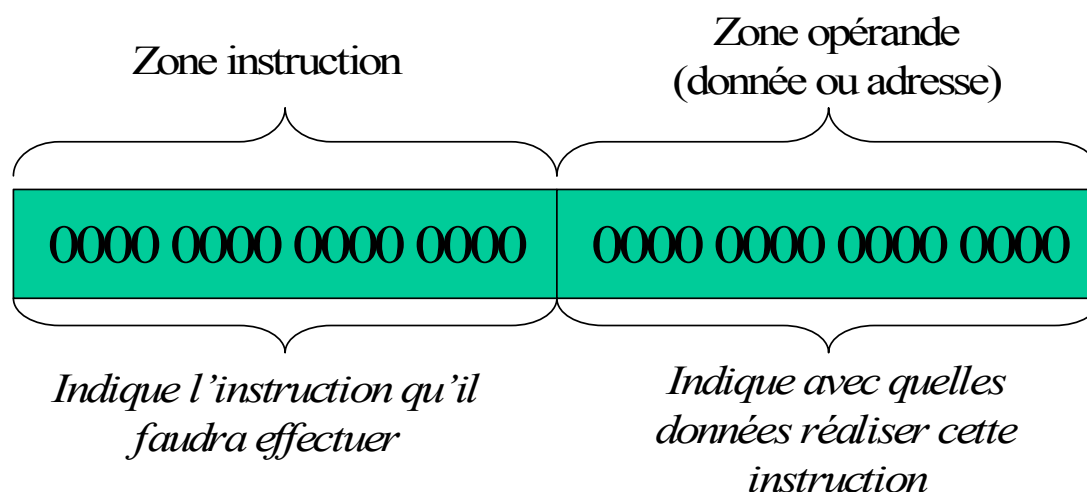 Zone instruction
Zone opérande
(donnée ou adresse)
0000 0000 0000 0000
0000 0000 0000 0000
Indique l’instruction qu’il
faudra effectuer
Indique avec quelles
données réaliser cette
instruction